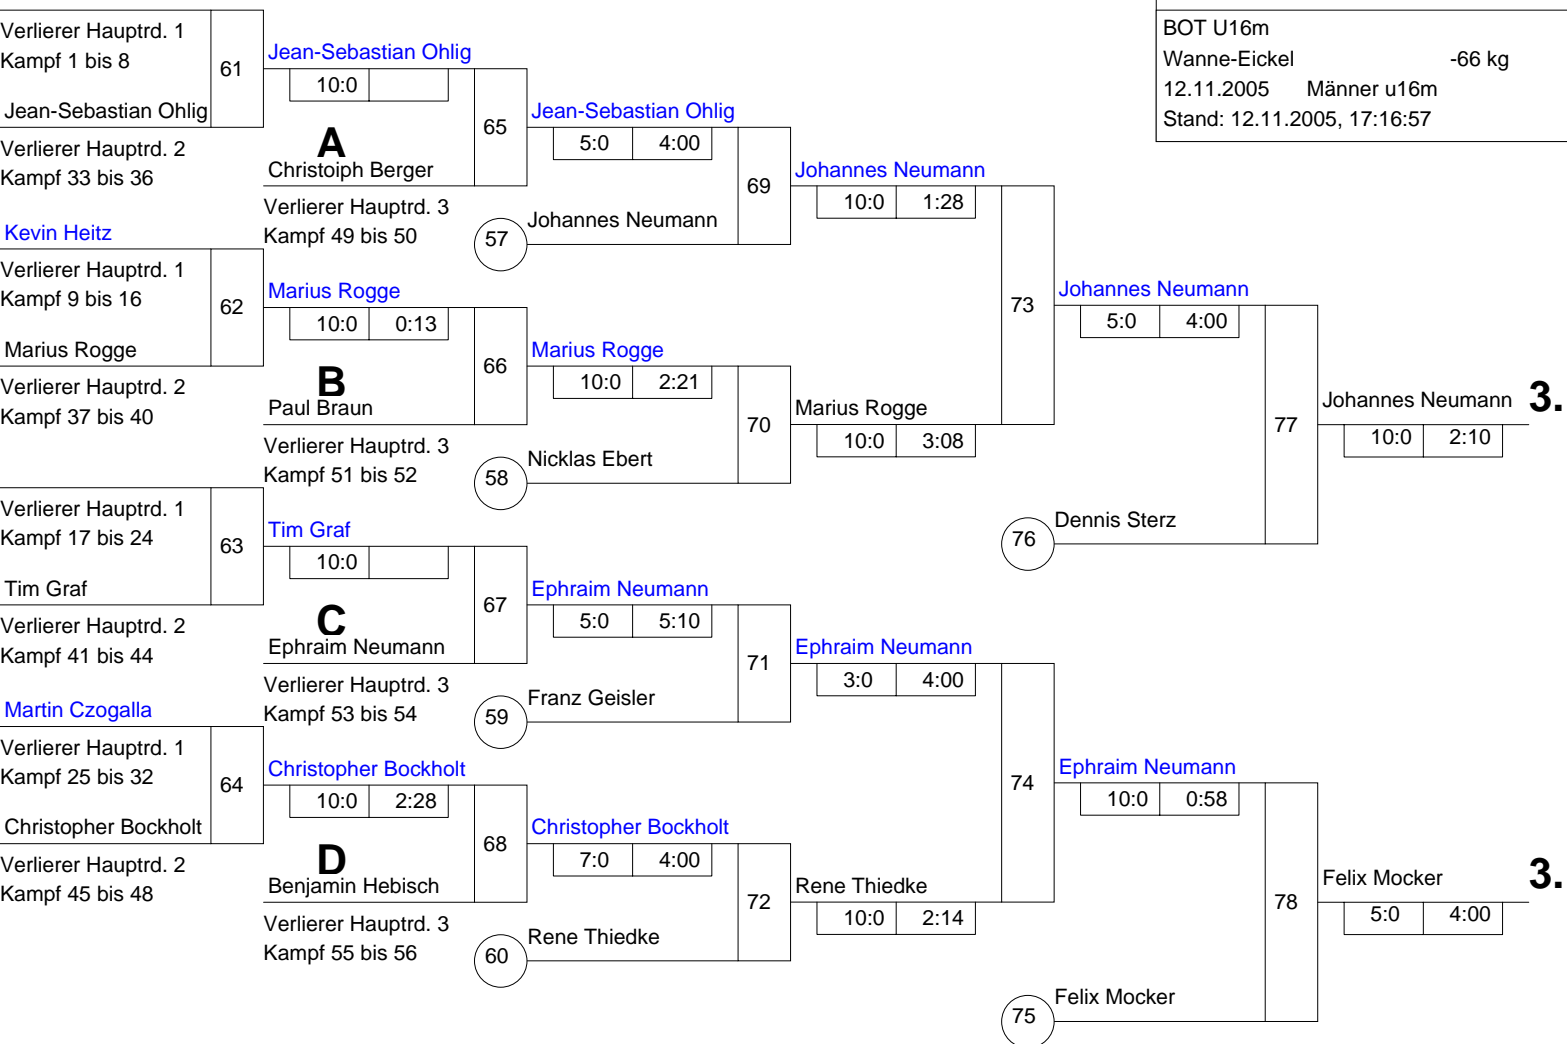 BOT U16m
Wanne-Eickel -66 kg
12.11.2005 Männer u16m
Stand: 12.11.2005, 17:16:57
Verlierer Hauptrd. 1
Kampf 1 bis 8
61
Jean-Sebastian Ohlig
Verlierer Hauptrd. 2
Kampf 33 bis 36
Kevin Heitz
Verlierer Hauptrd. 1
Kampf 9 bis 16
62
Marius Rogge
Verlierer Hauptrd. 2
Kampf 37 bis 40
Verlierer Hauptrd. 1
Kampf 17 bis 24
63
Tim Graf
Verlierer Hauptrd. 2
Kampf 41 bis 44
Martin Czogalla
Verlierer Hauptrd. 1
Kampf 25 bis 32
64
Christopher Bockholt
Verlierer Hauptrd. 2
Kampf 45 bis 48
Jean-Sebastian Ohlig
10:0
A
65
Christoiph Berger
Verlierer Hauptrd. 3
Kampf 49 bis 50
Marius Rogge
10:0 0:13
B
66
Paul Braun
Verlierer Hauptrd. 3
Kampf 51 bis 52
Tim Graf
10:0
C
67
Ephraim Neumann
Verlierer Hauptrd. 3
Kampf 53 bis 54
Christopher Bockholt
10:0 2:28
D
68
Benjamin Hebisch
Verlierer Hauptrd. 3
Kampf 55 bis 56
Jean-Sebastian Ohlig
5:0 4:00
69
57 Johannes Neumann
Marius Rogge
10:0 2:21
70
58 Nicklas Ebert
Ephraim Neumann
5:0 5:10
71
59 Franz Geisler
Christopher Bockholt
7:0 4:00
72
60 Rene Thiedke
Johannes Neumann
10:0 1:28
73
Marius Rogge
10:0 3:08
Ephraim Neumann
3:0 4:00
74
Rene Thiedke
10:0 2:14
Johannes Neumann
5:0 4:00
77
76 Dennis Sterz
Ephraim Neumann
10:0 0:58
78
75 Felix Mocker
Johannes Neumann 3.
10:0 2:10
Felix Mocker 3.
5:0 4:00